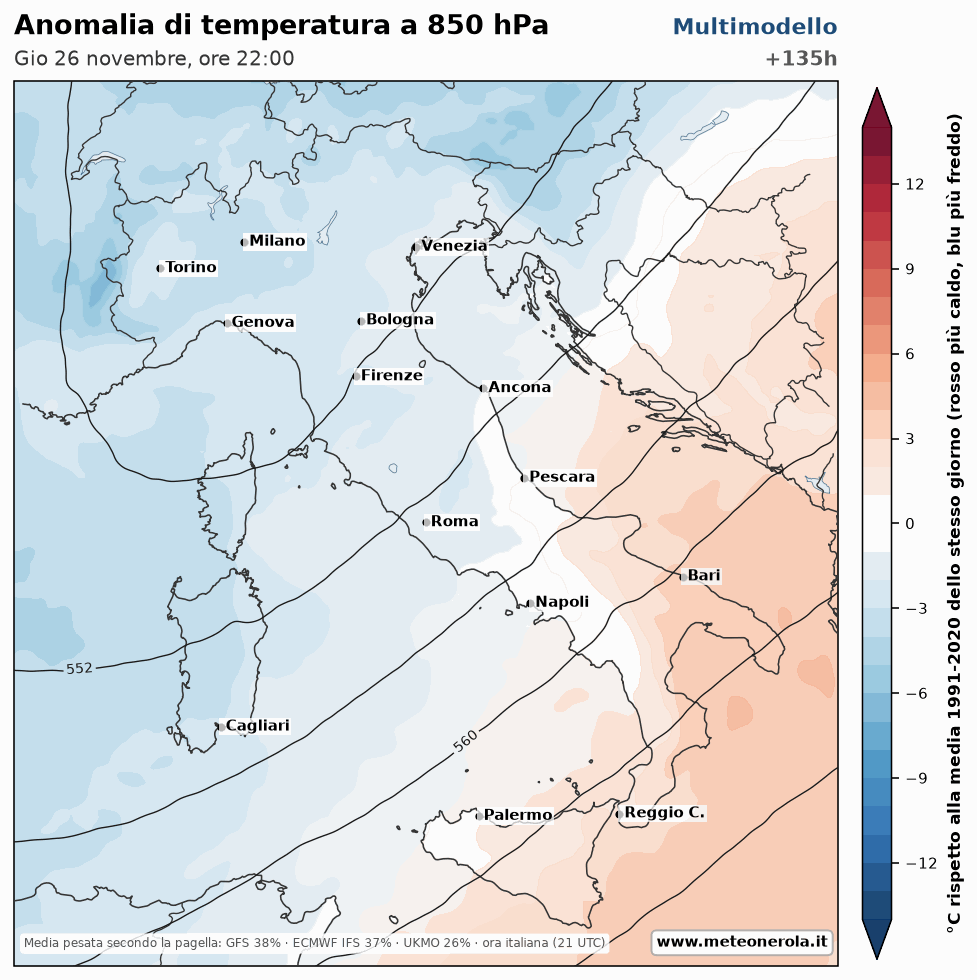 Anomalia di temperatura a 850 hPa
Multimodello
Gio 26 novembre, ore 22:00
+135h
Milano
Venezia
Torino
Genova
Bologna
Firenze
Ancona
Pescara
Roma
Bari
Napoli
552
Cagliari
560
Palermo
Reggio C.
Media pesata secondo la pagella: GFS 38% · ECMWF IFS 37% · UKMO 26% · ora italiana (21 UTC)
www.meteonerola.it
12
9
6
3
0
−3
−6
−9
−12
°C rispetto alla media 1991-2020 dello stesso giorno (rosso più caldo, blu più freddo)